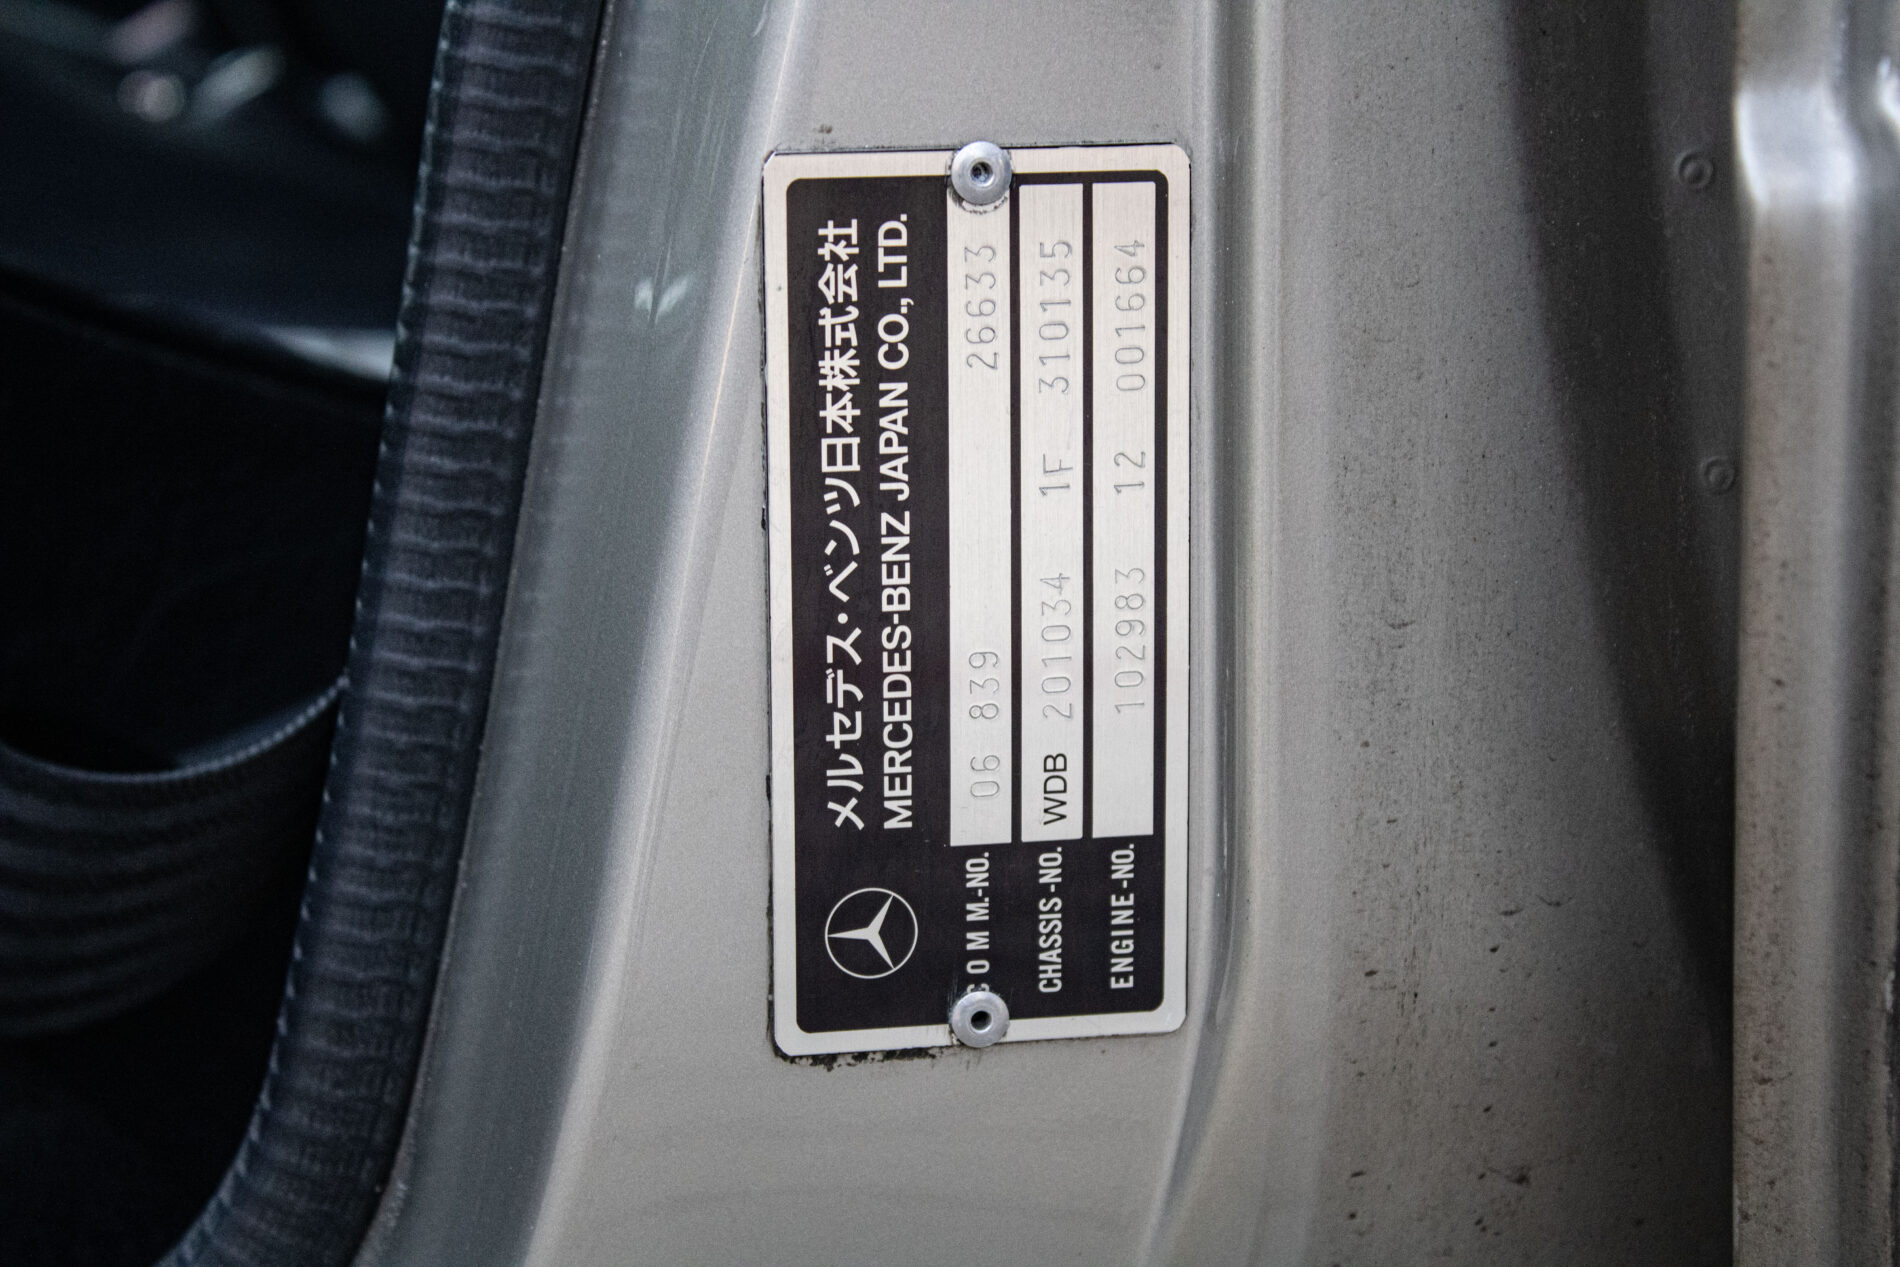 メルセデス・ベンツ日本株式会社
MERCEDES-BENZ JAPAN CO., LTD.
COMM.-NO. 06 839 26633
CHASSIS-NO. WDB 201034 1F 310135
ENGINE-NO. 102983 12 001664